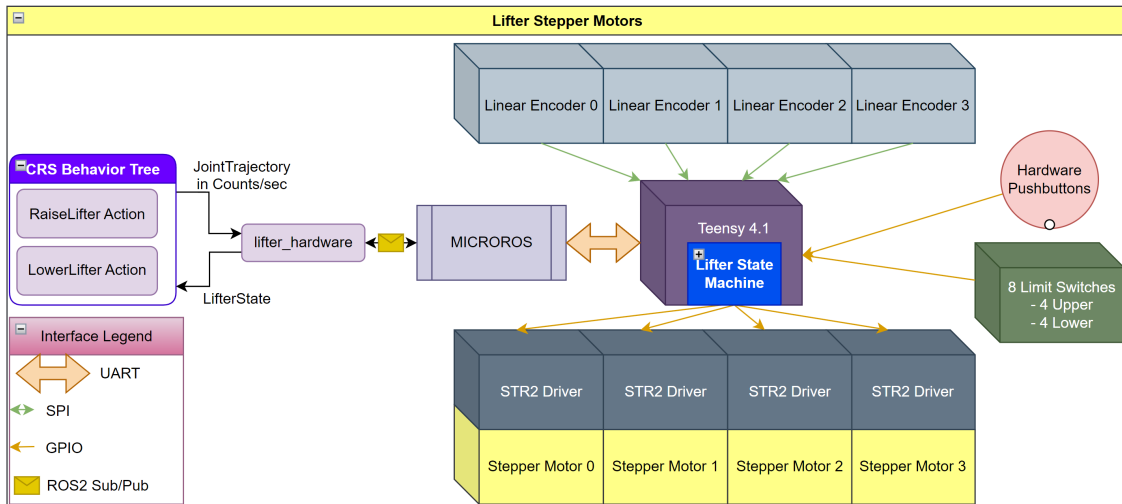 Lifter Stepper Motors
Linear Encoder 0
Linear Encoder 1
Linear Encoder 2
Linear Encoder 3
CRS Behavior Tree
RaiseLifter Action
LowerLifter Action
JointTrajectory
in Counts/sec
lifter_hardware
LifterState
MICROROS
Teensy 4.1
Lifter State
Machine
Hardware
Pushbuttons
8 Limit Switches
- 4 Upper
- 4 Lower
Interface Legend
UART
SPI
GPIO
ROS2 Sub/Pub
STR2 Driver
STR2 Driver
STR2 Driver
STR2 Driver
Stepper Motor 0
Stepper Motor 1
Stepper Motor 2
Stepper Motor 3